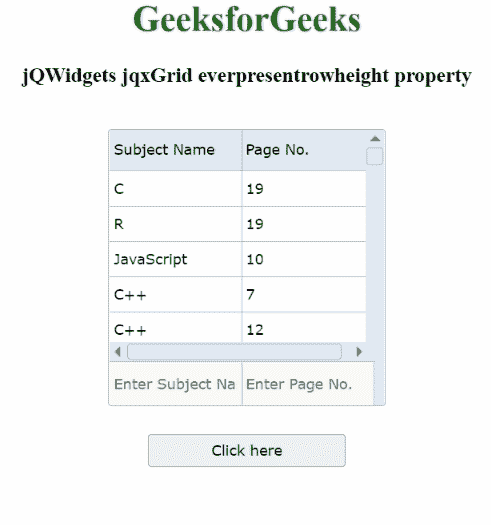 GeeksforGeeks
jQWidgets jqxGrid everpresentrowheight property
Subject Name Page No.
C 19
R 19
JavaScript 10
C++ 7
C++ 12
Enter Subject Na Enter Page No.
Click here